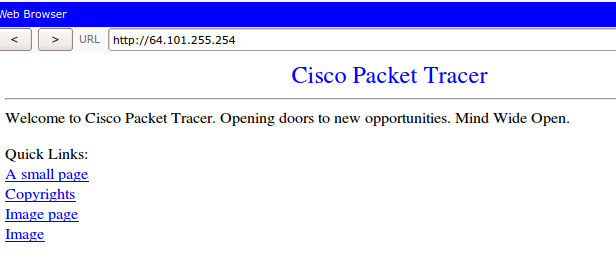 Web Browser
< > URL http://64.101.255.254
Cisco Packet Tracer
Welcome to Cisco Packet Tracer. Opening doors to new opportunities. Mind Wide Open.
Quick Links:
A small page
Copyrights
Image page
Image